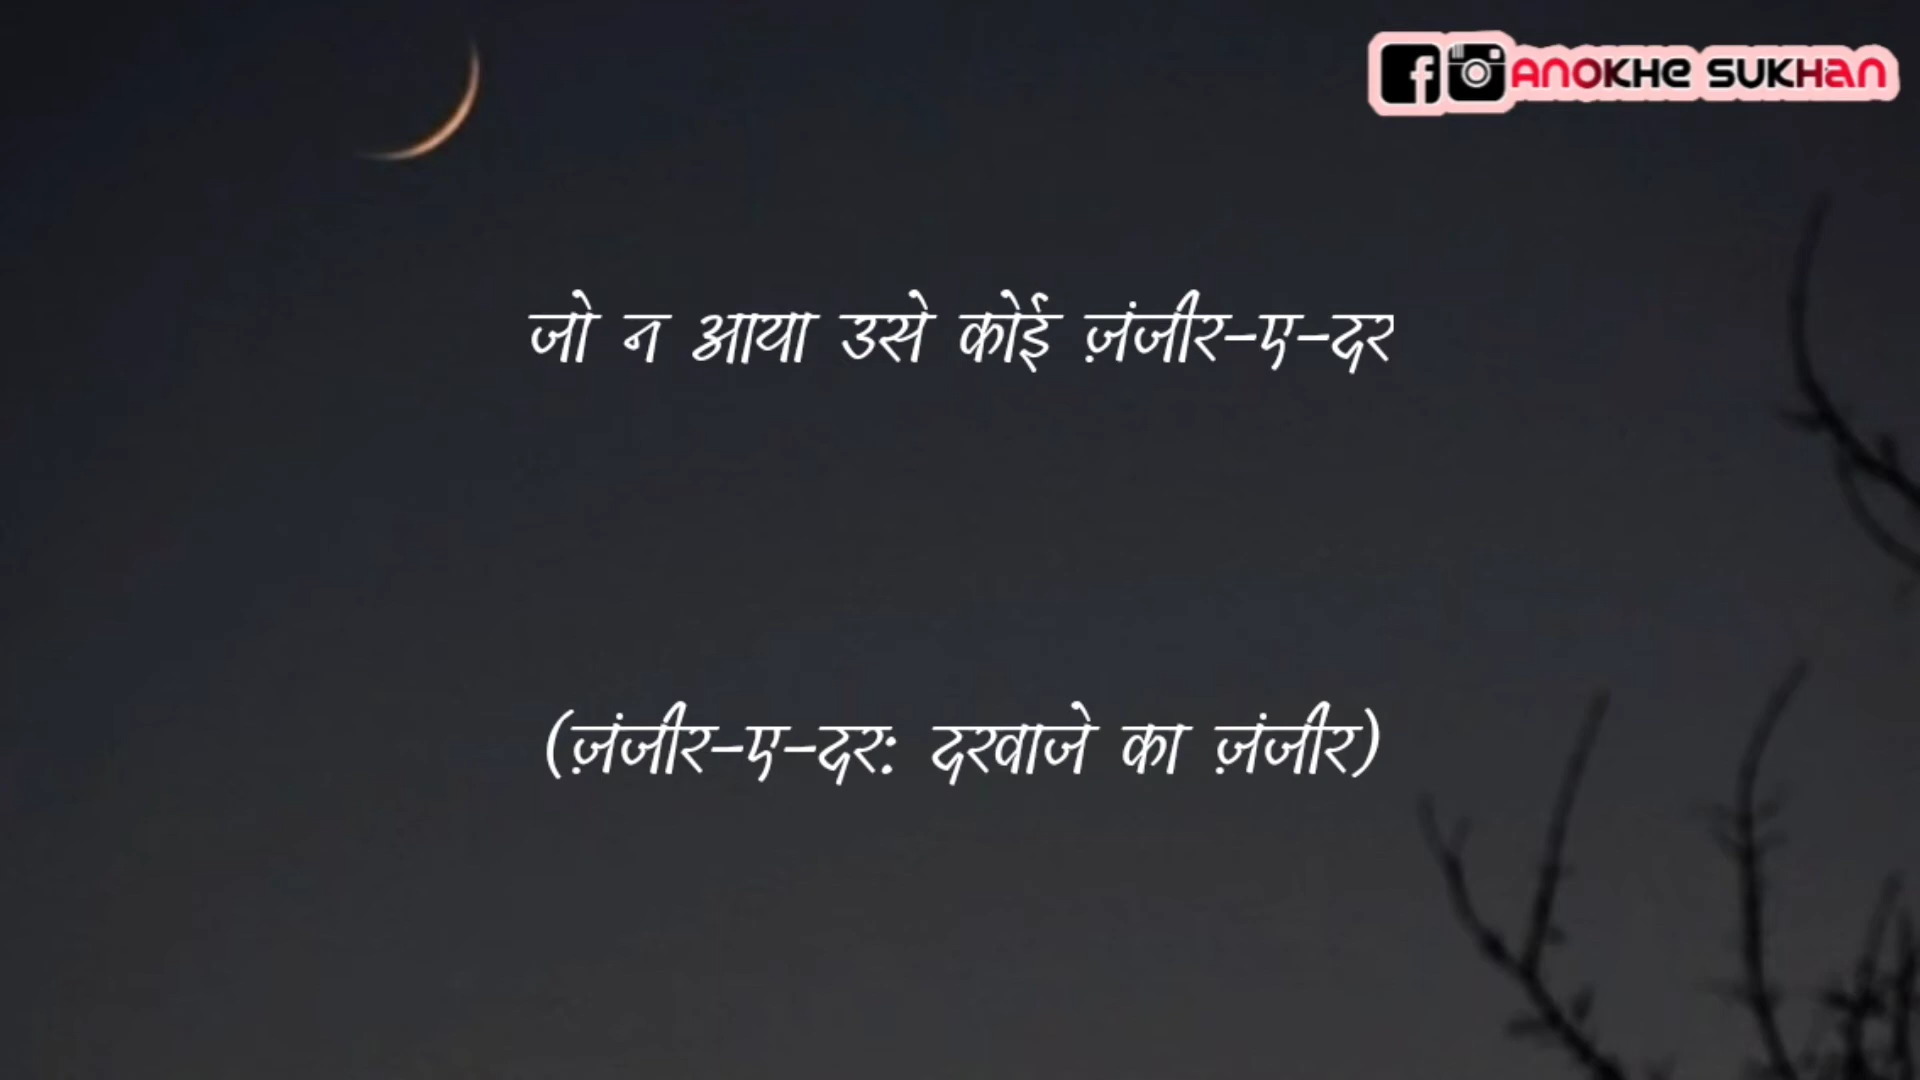 ANOKHE SUKHAN
जो न आया उसे कोई ज़ंजीर-ए-दर
(ज़ंजीर-ए-दर: दरवाजे का ज़ंजीर)